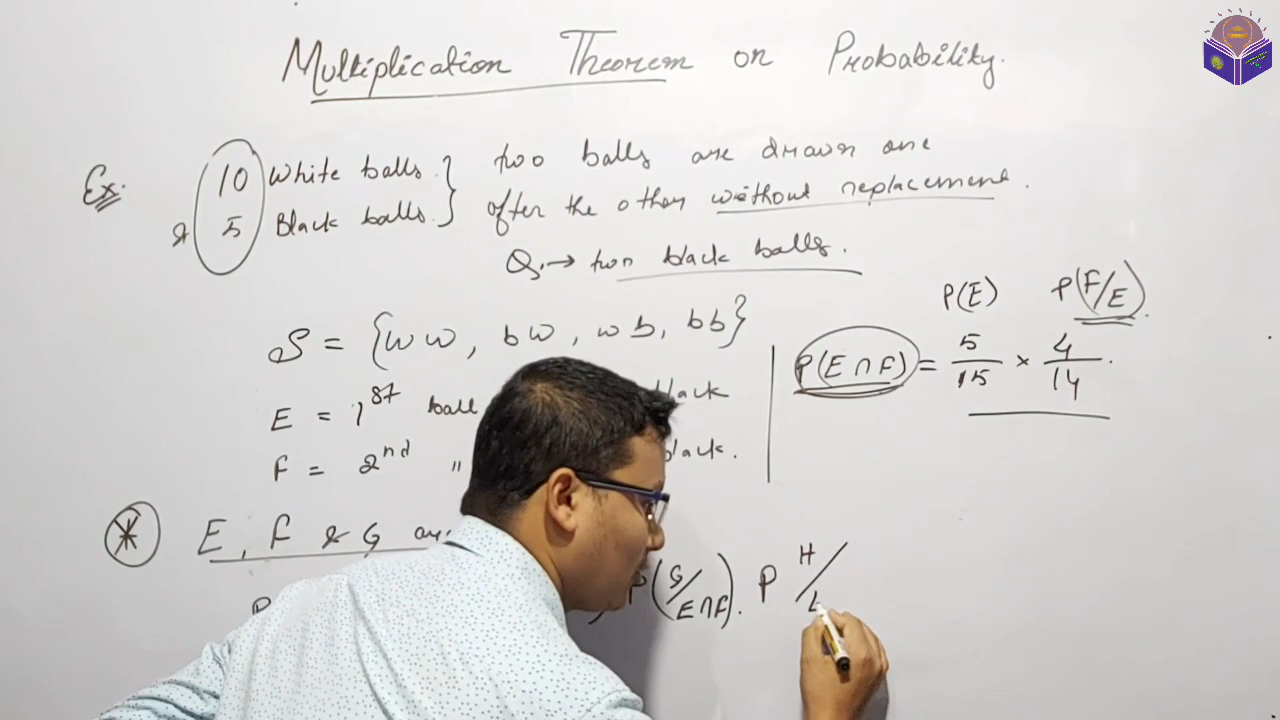 Multiplication Theorem on Probability.
Ex.
10 White balls.
& 5 Black balls.
two balls are drawn one
after the other without replacement.
Q. → two black balls.
S = {ww, bw, wb, bb}
E = 1st ball
F = 2nd "
P(E) P(F/E).
P(E ∩ F) = 5/15 × 4/14.
* E, F & G
P(G/E∩F). P H/